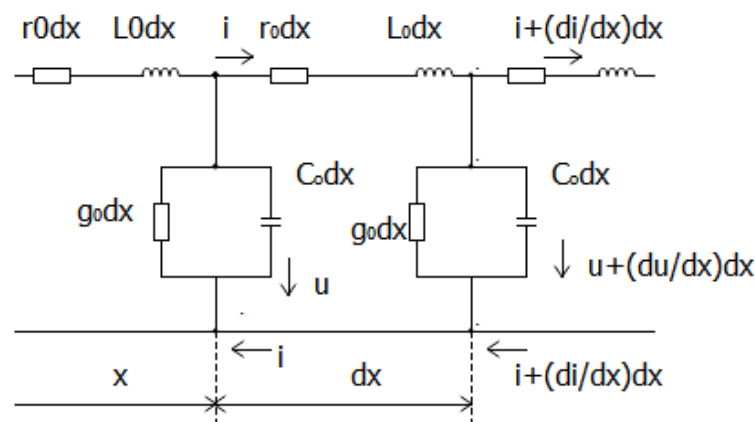 r0dx L0dx i r₀dx L₀dx i+(di/dx)dx
C₀dx C₀dx
g₀dx g₀dx
u u+(du/dx)dx
i i+(di/dx)dx
x dx